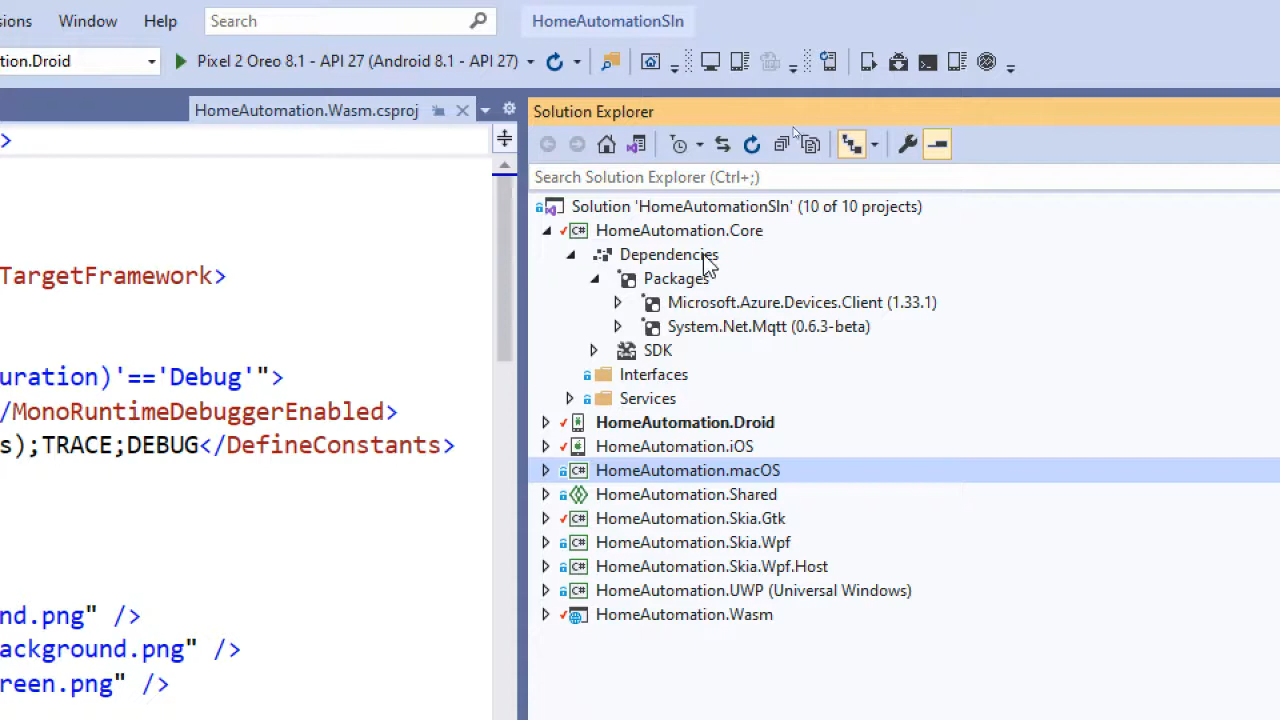 sions Window Help Search HomeAutomationSln
on.Droid Pixel 2 Oreo 8.1 - API 27 (Android 8.1 - API 27)
HomeAutomation.Wasm.csproj
>
TargetFramework>
uration)'=='Debug'">
/MonoRuntimeDebuggerEnabled>
s);TRACE;DEBUG</DefineConstants>
nd.png" />
ackground.png" />
reen.png" />
Solution Explorer
Search Solution Explorer (Ctrl+;)
Solution 'HomeAutomationSln' (10 of 10 projects)
HomeAutomation.Core
Dependencies
Packages
Microsoft.Azure.Devices.Client (1.33.1)
System.Net.Mqtt (0.6.3-beta)
SDK
Interfaces
Services
HomeAutomation.Droid
HomeAutomation.iOS
HomeAutomation.macOS
HomeAutomation.Shared
HomeAutomation.Skia.Gtk
HomeAutomation.Skia.Wpf
HomeAutomation.Skia.Wpf.Host
HomeAutomation.UWP (Universal Windows)
HomeAutomation.Wasm